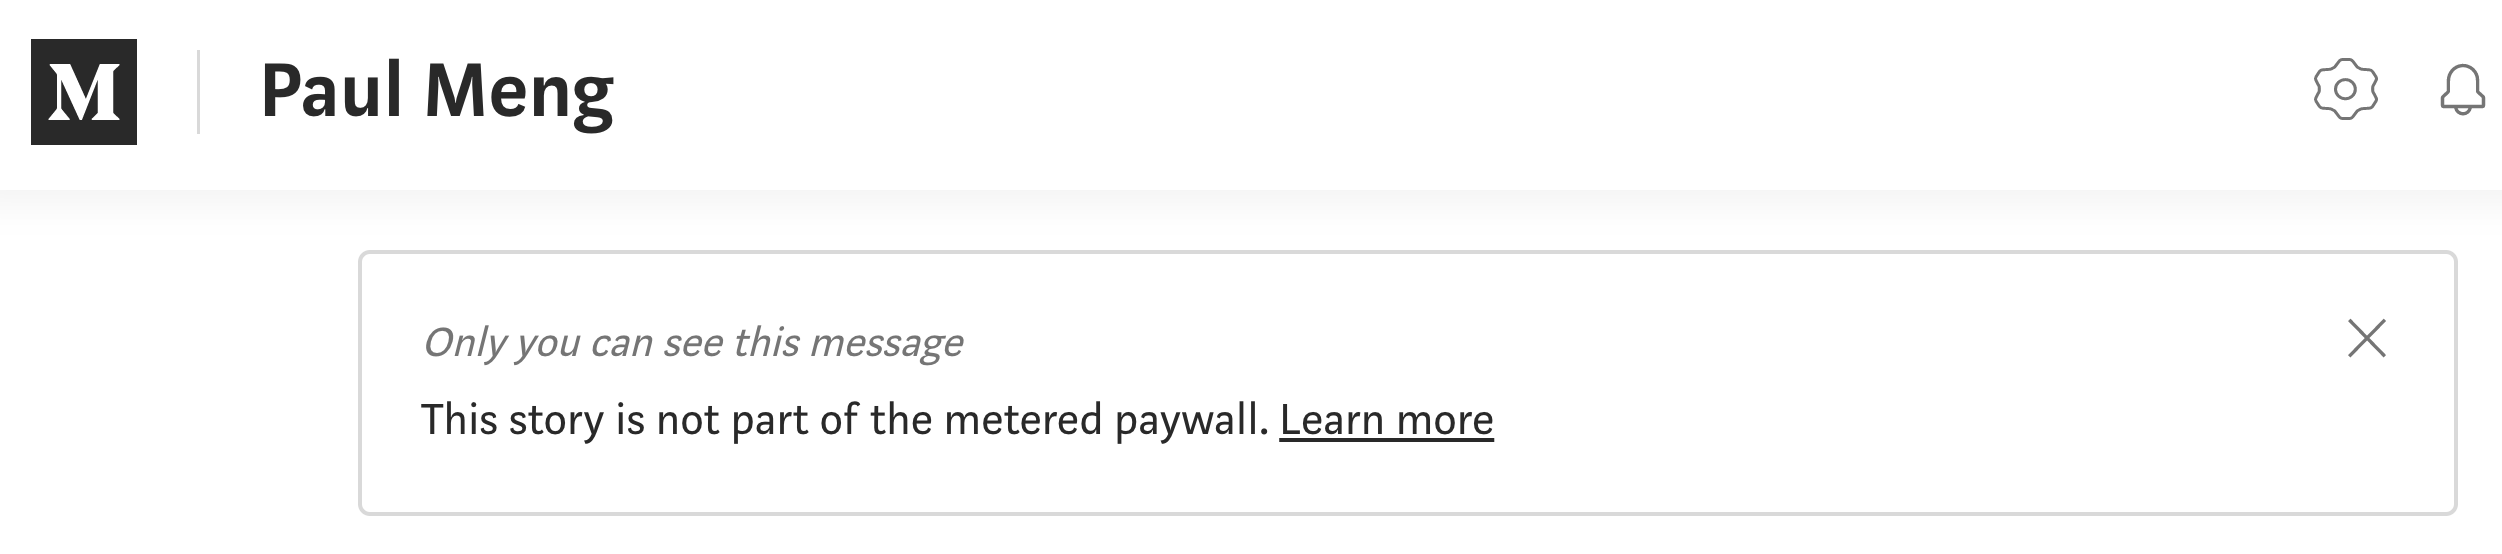 M
Paul Meng
Only you can see this message
This story is not part of the metered paywall. Learn more